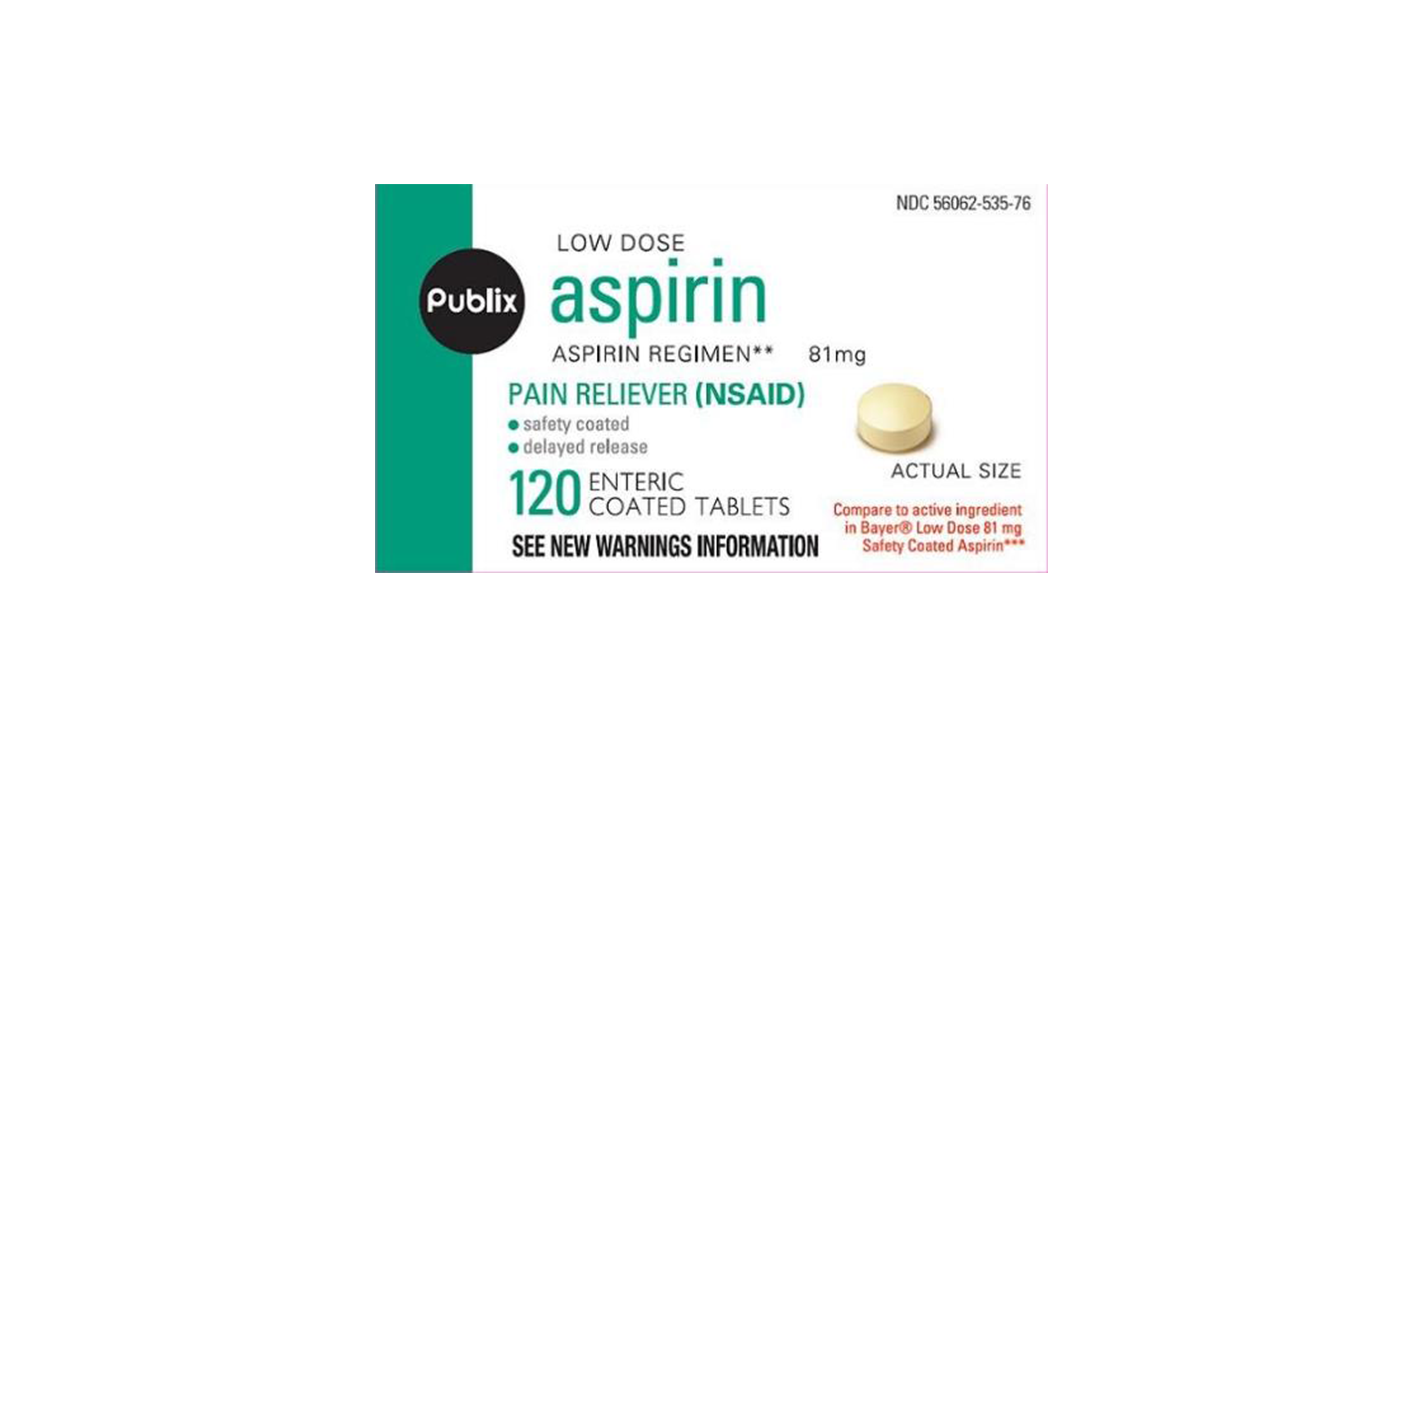 NDC 56062-535-76
LOW DOSE
Publix
aspirin
ASPIRIN REGIMEN** 81mg
PAIN RELIEVER (NSAID)
• safety coated
• delayed release
ACTUAL SIZE
120 ENTERIC
COATED TABLETS
Compare to active ingredient
in Bayer® Low Dose 81 mg
Safety Coated Aspirin***
SEE NEW WARNINGS INFORMATION